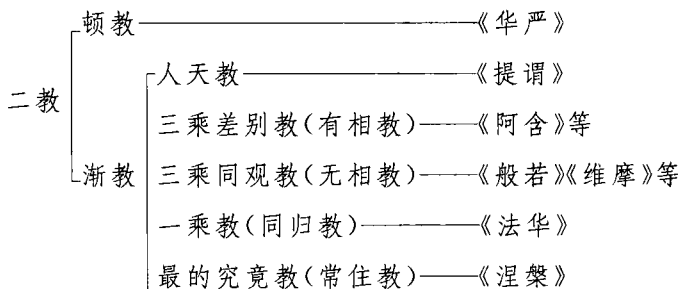 顿教——《华严》
人天教——《提谓》
二教
三乘差别教(有相教)——《阿含》等
渐教 三乘同观教(无相教)——《般若》《维摩》等
一乘教(同归教)——《法华》
最的究竟教(常住教)——《涅槃》